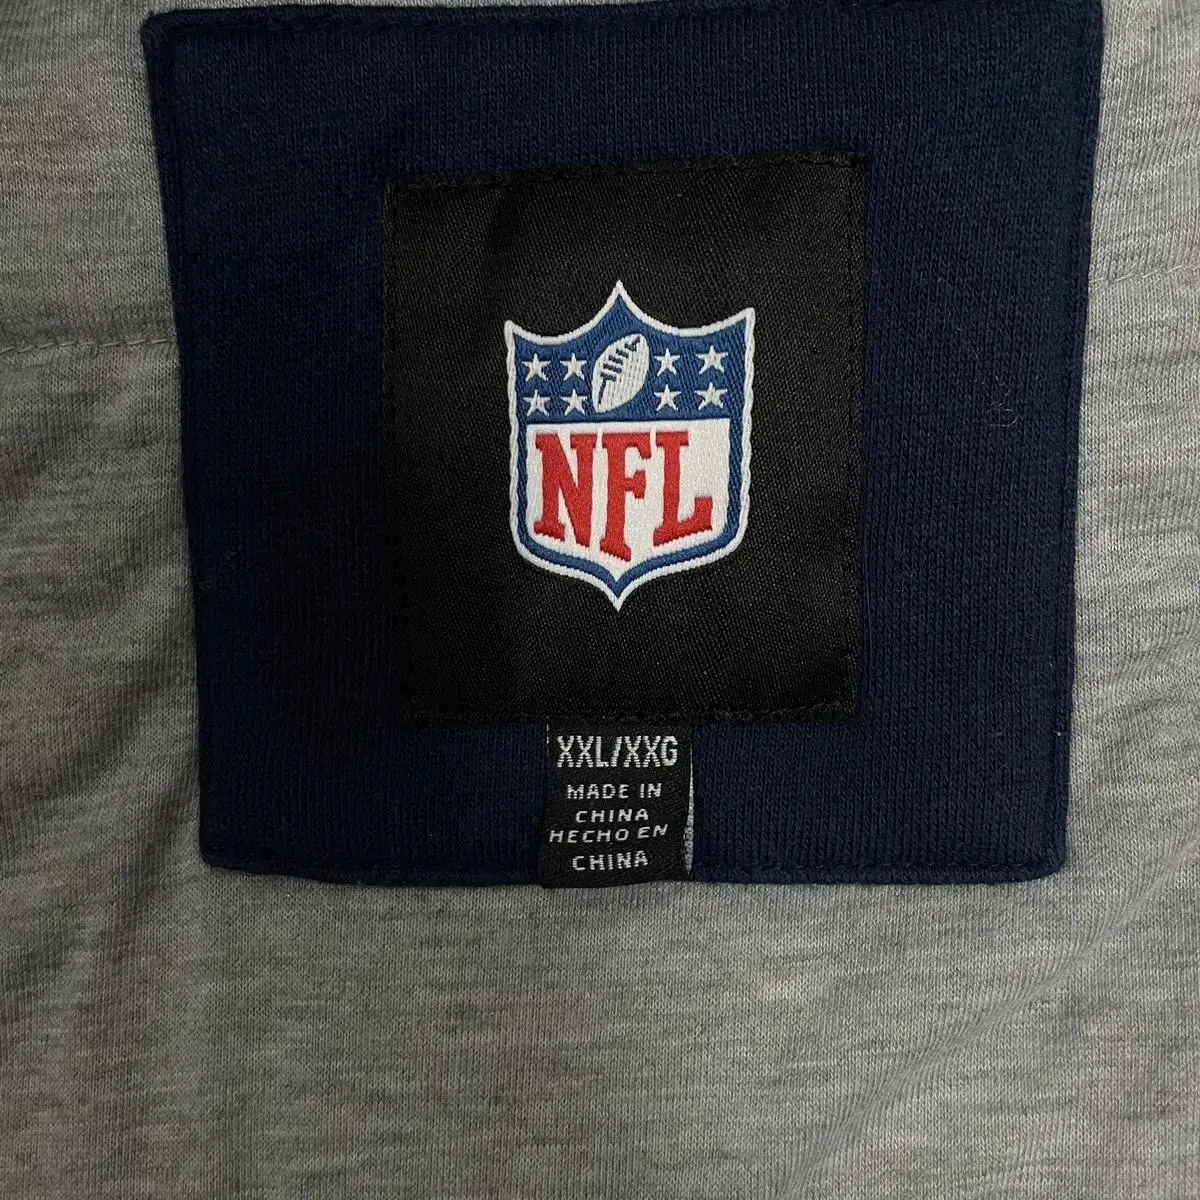 NFL
XXL/XXG
MADE IN
CHINA
HECHO EN
CHINA